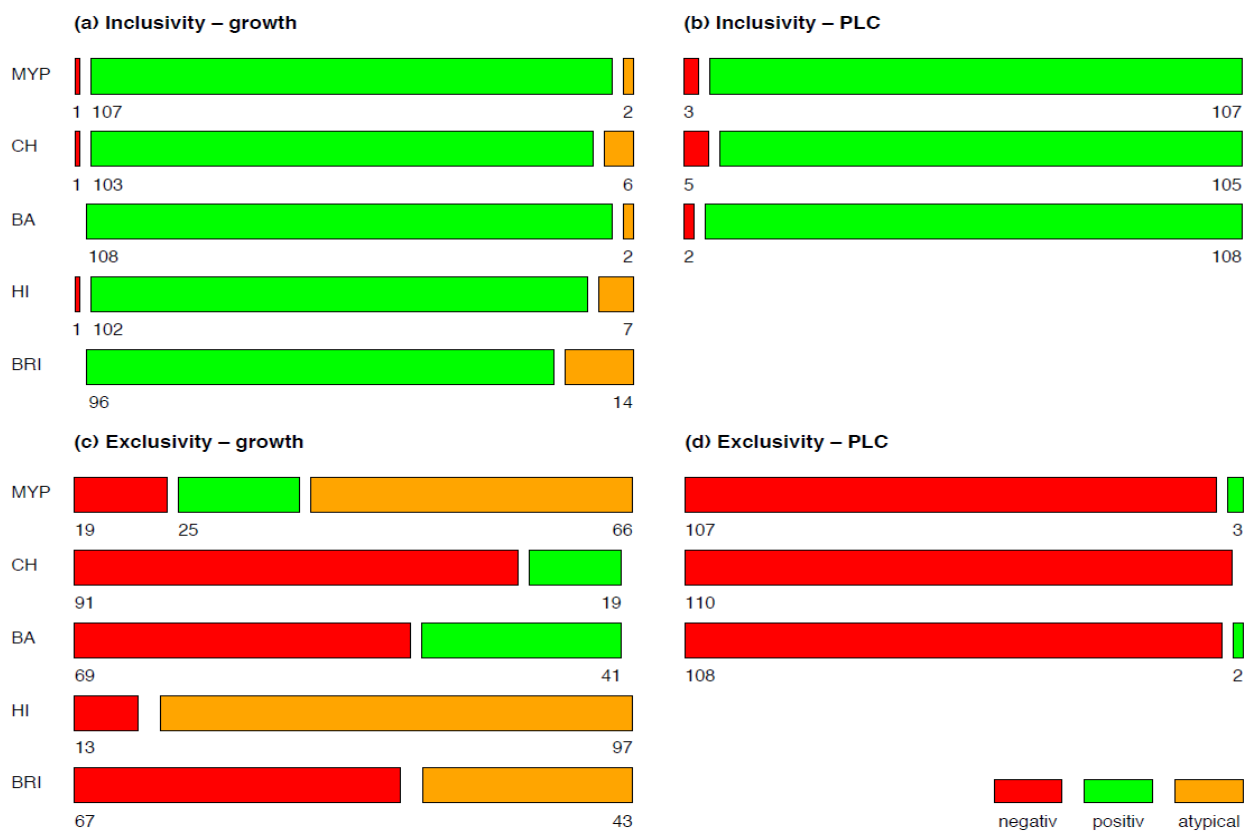 (a) Inclusivity – growth
(b) Inclusivity – PLC
MYP
1 107 2
3 107
CH
1 103 6
5 105
BA
108 2
2 108
HI
1 102 7
BRI
96 14
(c) Exclusivity – growth
(d) Exclusivity – PLC
MYP
19 25 66
107 3
CH
91 19
110
BA
69 41
108 2
HI
13 97
BRI
67 43
negativ positiv atypical